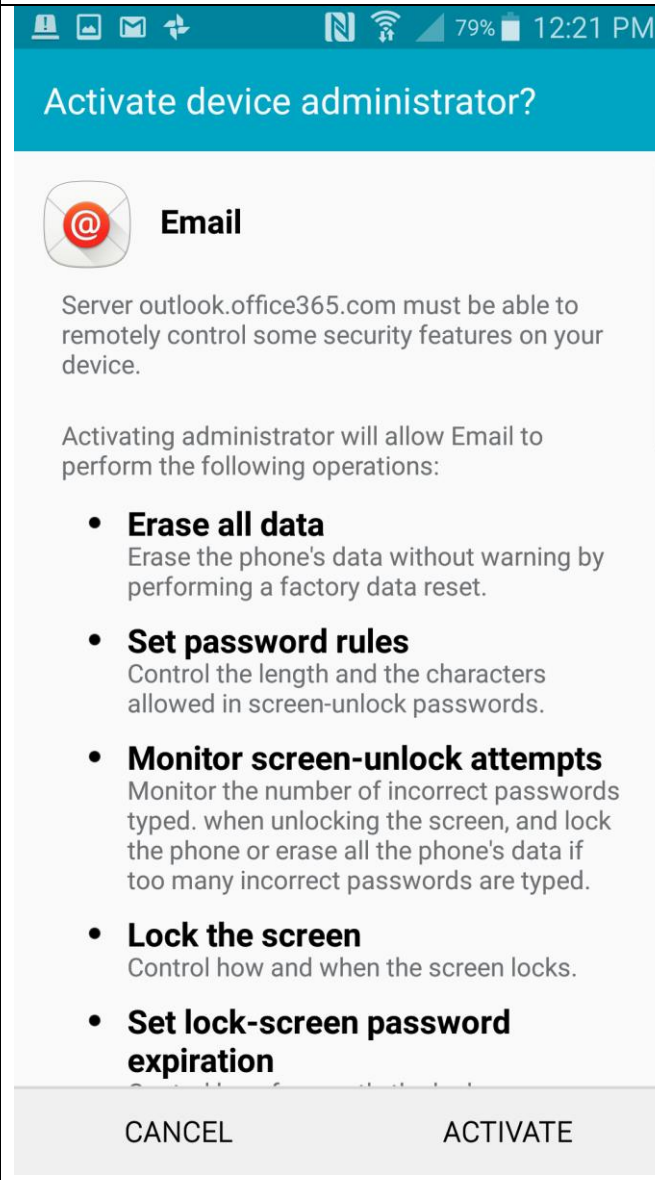 79% 12:21 PM
Activate device administrator?
@
Email
Server outlook.office365.com must be able to
remotely control some security features on your
device.
Activating administrator will allow Email to
perform the following operations:
• Erase all data
Erase the phone's data without warning by
performing a factory data reset.
• Set password rules
Control the length and the characters
allowed in screen-unlock passwords.
• Monitor screen-unlock attempts
Monitor the number of incorrect passwords
typed. when unlocking the screen, and lock
the phone or erase all the phone's data if
too many incorrect passwords are typed.
• Lock the screen
Control how and when the screen locks.
• Set lock-screen password
expiration
CANCEL ACTIVATE